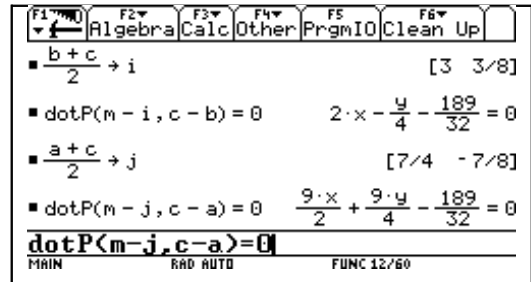 F1 F2 F3 F4 F5 F6
Algebra Calc Other PrgmIO Clean Up
▪ (b + c)/2 → i [3 3/8]
▪ dotP(m - i, c - b) = 0 2·x - y/4 - 189/32 = 0
▪ (a + c)/2 → j [7/4 -7/8]
▪ dotP(m - j, c - a) = 0 9·x/2 + 9·y/4 - 189/32 = 0
dotP(m-j,c-a)=0
MAIN RAD AUTO FUNC 12/60